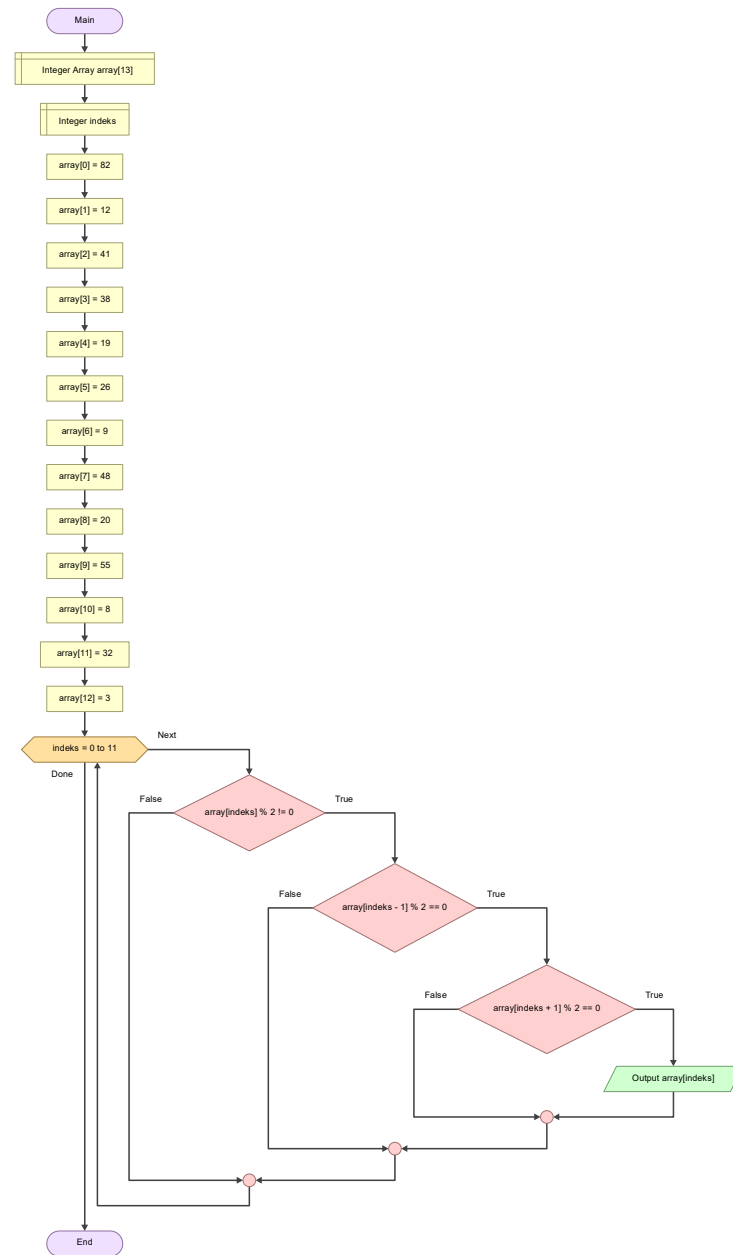 Main
Integer Array array[13]
Integer indeks
array[0] = 82
array[1] = 12
array[2] = 41
array[3] = 38
array[4] = 19
array[5] = 26
array[6] = 9
array[7] = 48
array[8] = 20
array[9] = 55
array[10] = 8
array[11] = 32
array[12] = 3
indeks = 0 to 11
Next
Done
False
array[indeks] % 2 != 0
True
False
array[indeks - 1] % 2 == 0
True
False
array[indeks + 1] % 2 == 0
True
Output array[indeks]
End